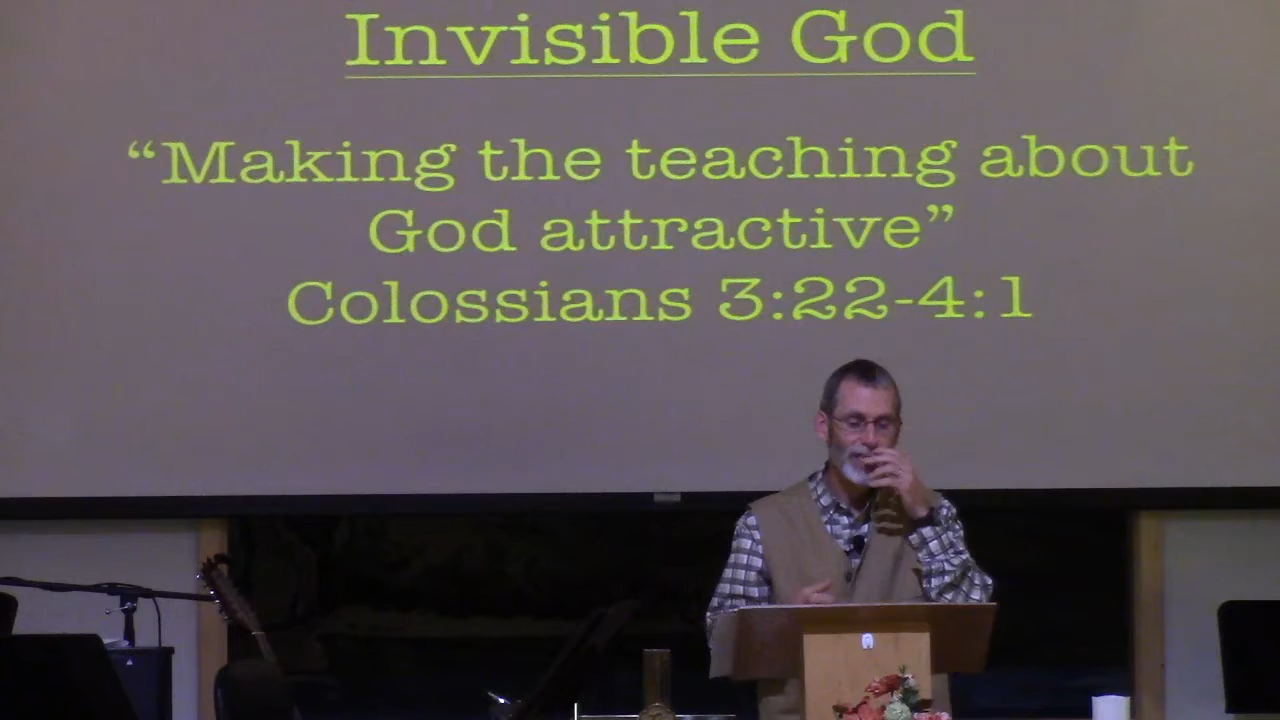 Invisible God
“Making the teaching about
God attractive”
Colossians 3:22-4:1